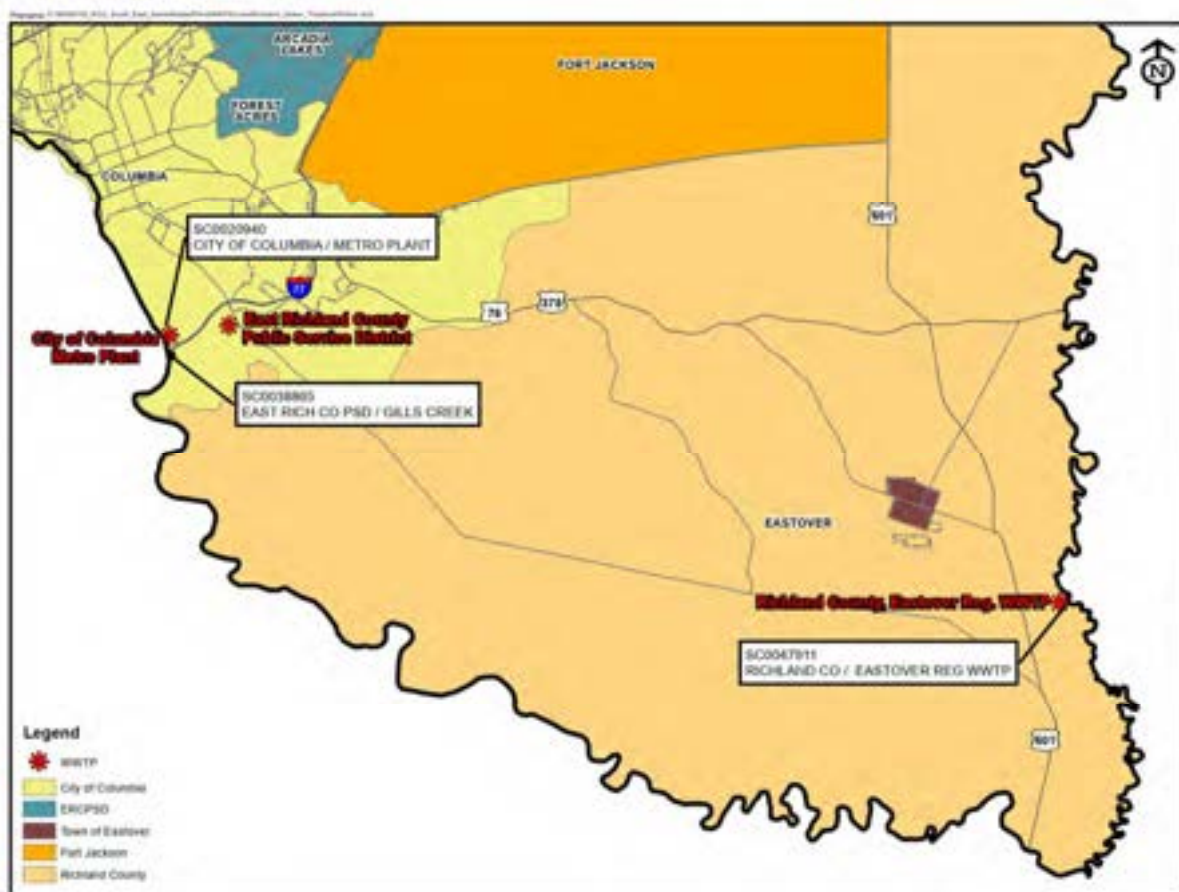 ARCADIA
LAKES
FORT JACKSON
N
FOREST
ACRES
COLUMBIA
601
SC0020940
CITY OF COLUMBIA / METRO PLANT
77
76
378
East Richland County
Public Service District
City of Columbia
Metro Plant
SC0038865
EAST RICH CO PSD / GILLS CREEK
EASTOVER
Richland County, Eastover Reg. WWTP
SC0047911
RICHLAND CO / EASTOVER REG WWTP
601
Legend
WWTP
City of Columbia
ERCPSD
Town of Eastover
Fort Jackson
Richland County